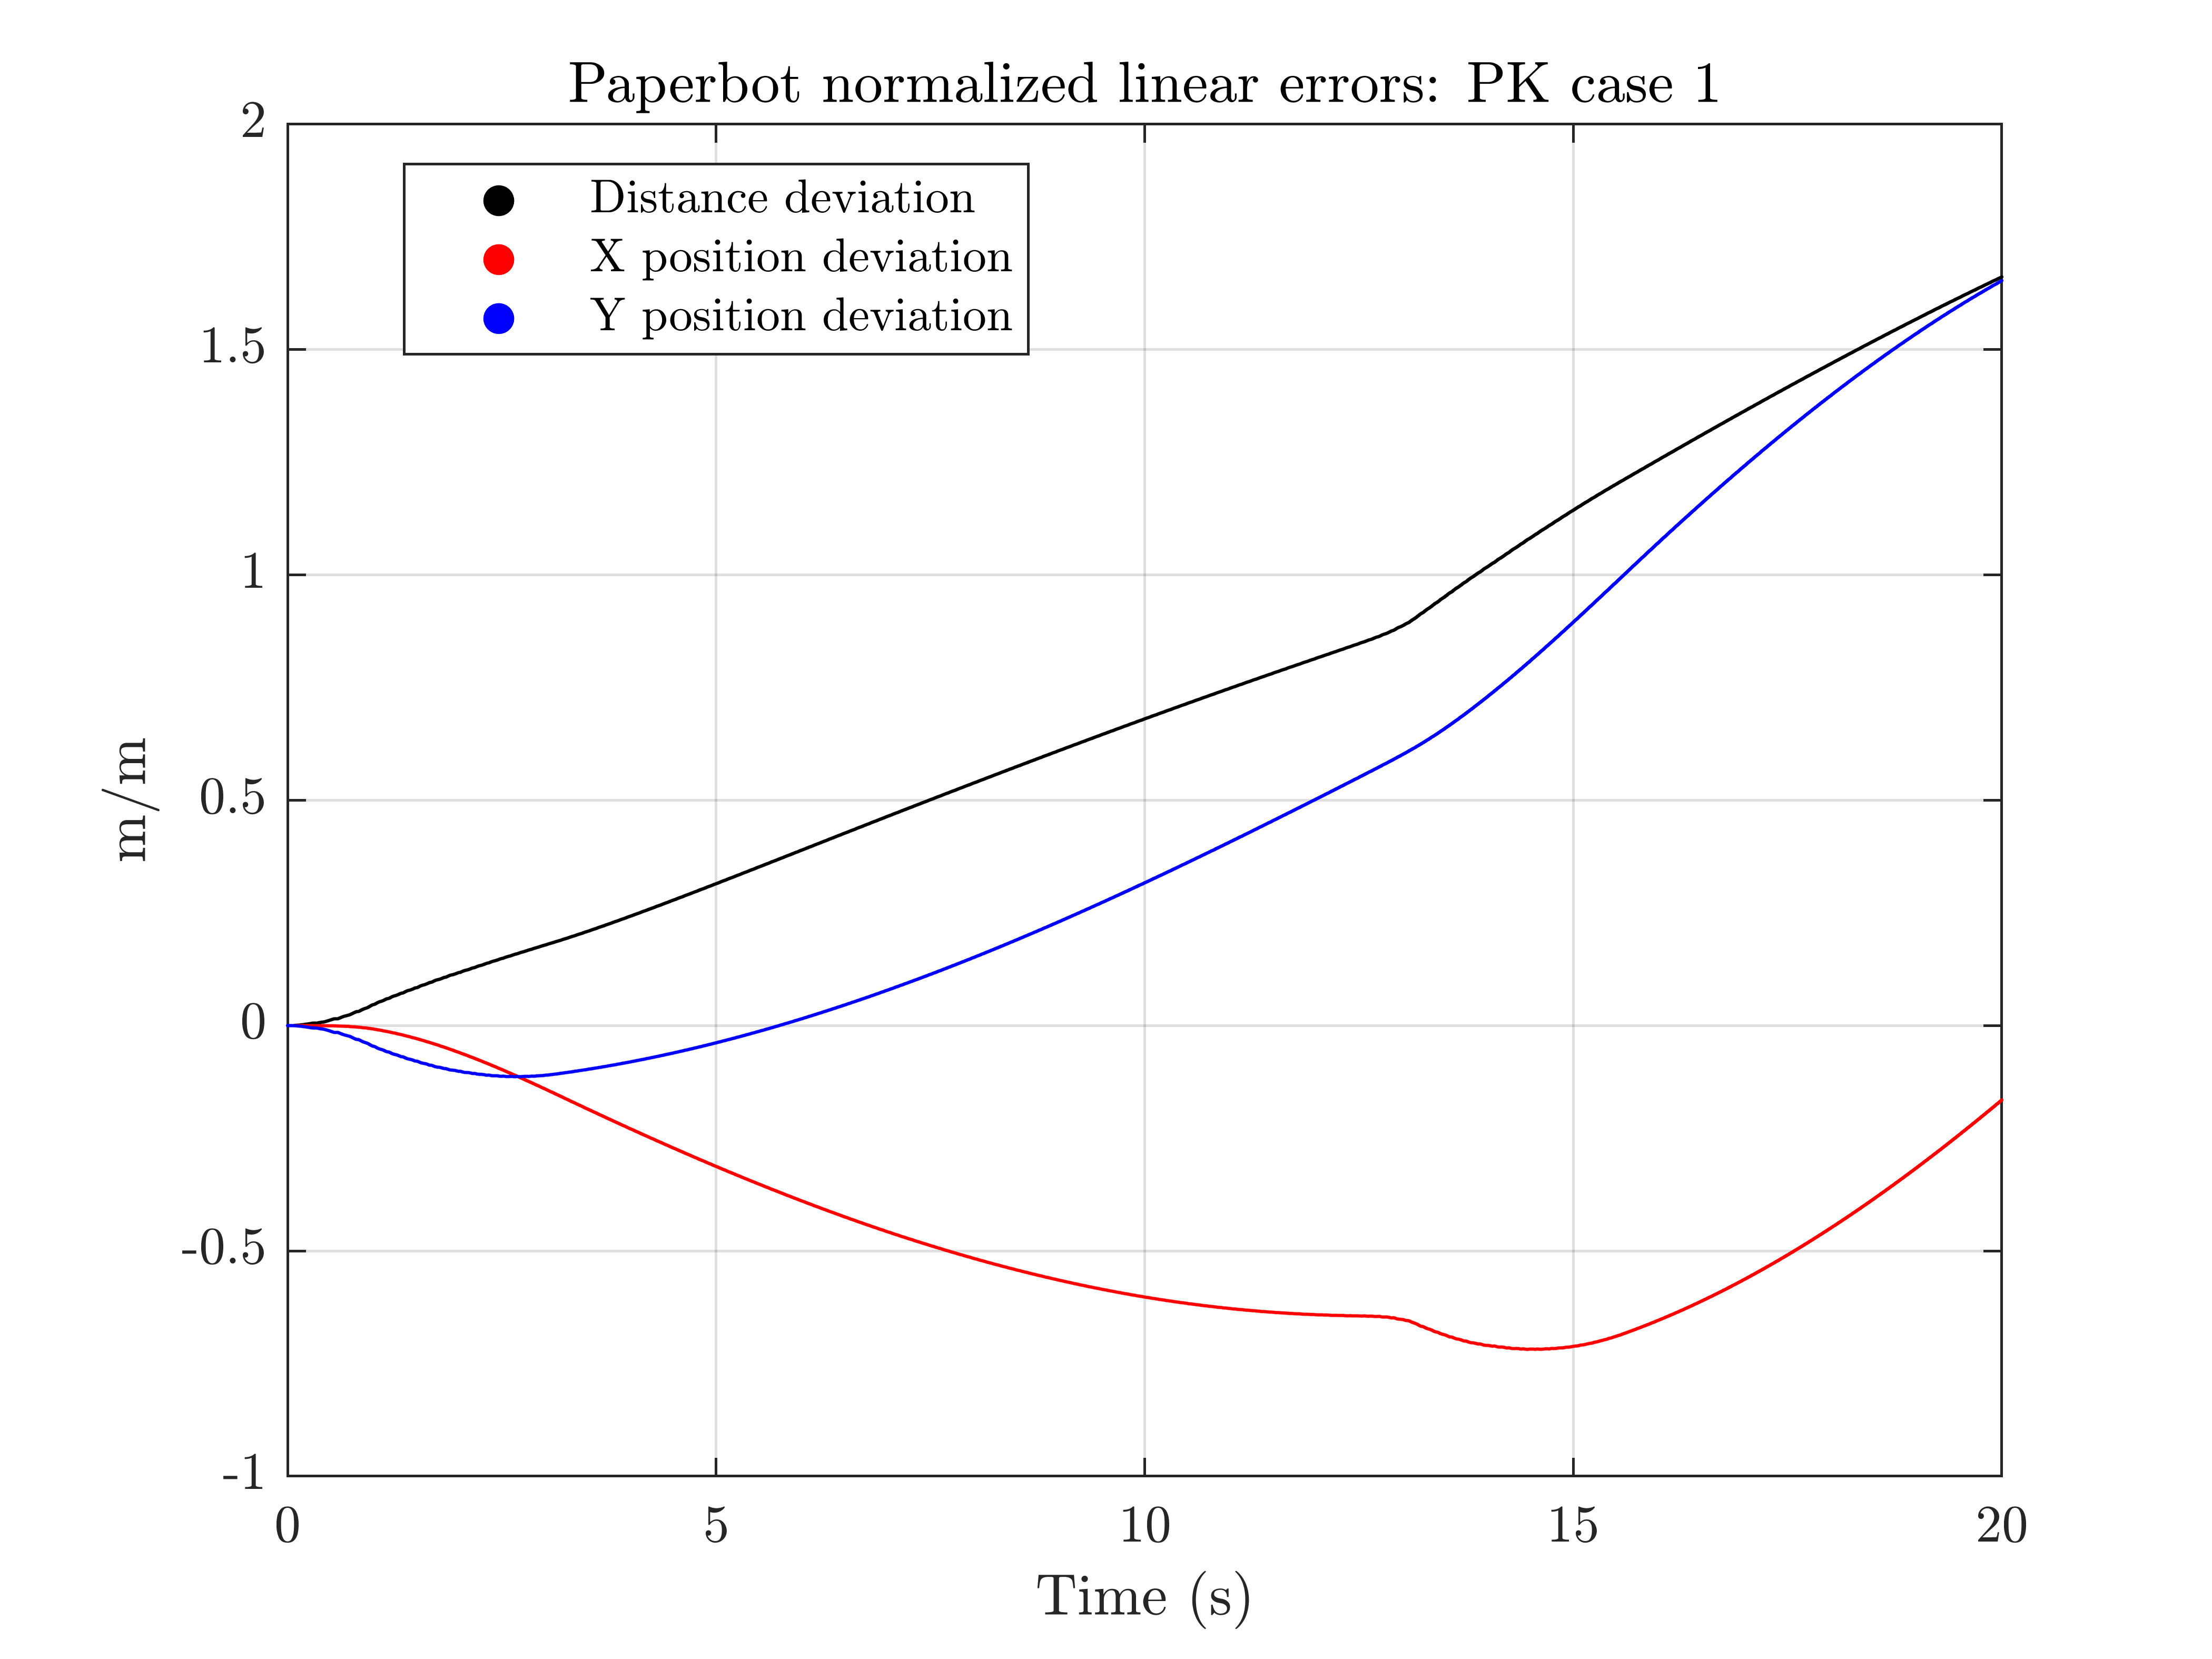 Paperbot normalized linear errors: PK case 1
2
Distance deviation
X position deviation
Y position deviation
1.5
1
0.5
0
-0.5
-1
m/m
0 5 10 15 20
Time (s)